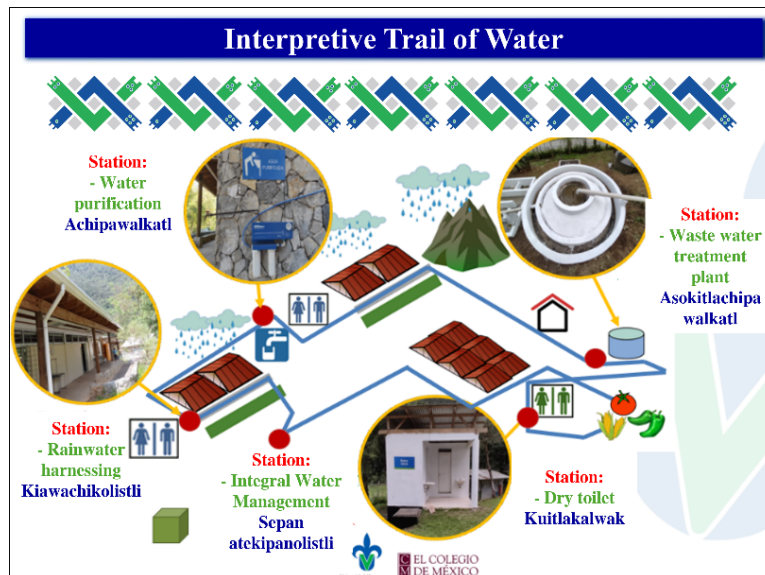 Interpretive Trail of Water
Station:
- Water
purification
Achipawalkatl
Station:
- Waste water
treatment
plant
Asokitlachipa
walkatl
Station:
- Rainwater
harnessing
Kiawachikolistli
Station:
- Integral Water
Management
Sepan
atekipanolistli
Station:
- Dry toilet
Kuitlakalwak
EL COLEGIO
DE MÉXICO